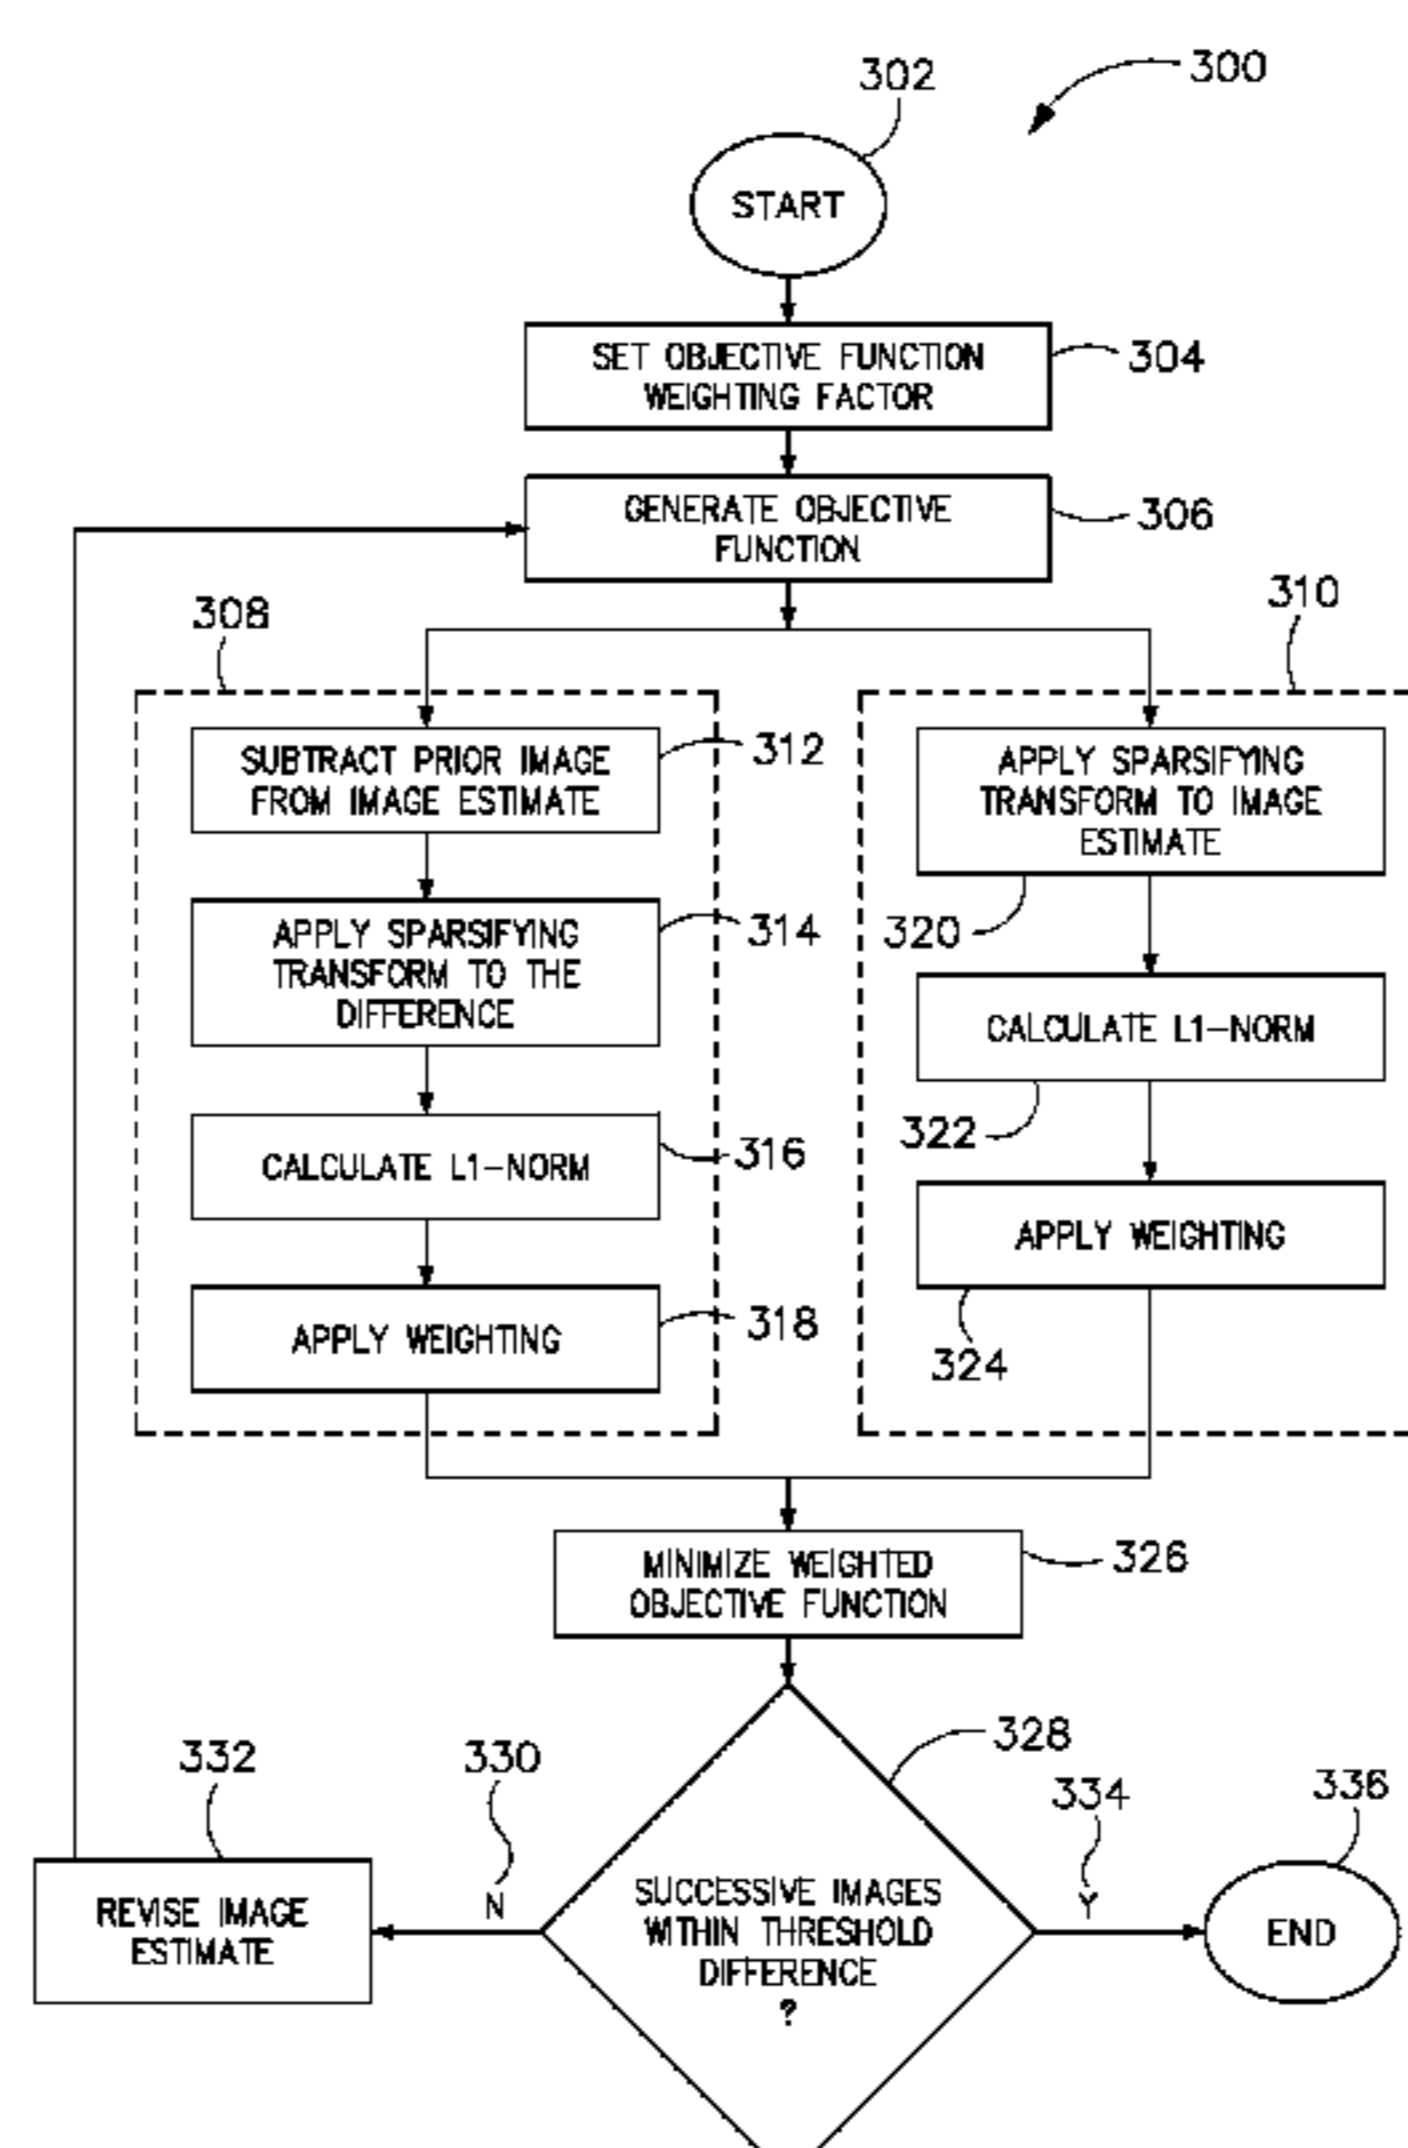 302
300
START
SET OBJECTIVE FUNCTION
WEIGHTING FACTOR
304
GENERATE OBJECTIVE
FUNCTION
306
308
310
SUBTRACT PRIOR IMAGE
FROM IMAGE ESTIMATE
312
APPLY SPARSIFYING
TRANSFORM TO IMAGE
ESTIMATE
320
APPLY SPARSIFYING
TRANSFORM TO THE
DIFFERENCE
314
CALCULATE L1-NORM
322
CALCULATE L1-NORM
316
APPLY WEIGHTING
324
APPLY WEIGHTING
318
MINIMIZE WEIGHTED
OBJECTIVE FUNCTION
326
328
332
330
334
336
REVISE IMAGE
ESTIMATE
N
SUCCESSIVE IMAGES
WITHIN THRESHOLD
DIFFERENCE
?
Y
END